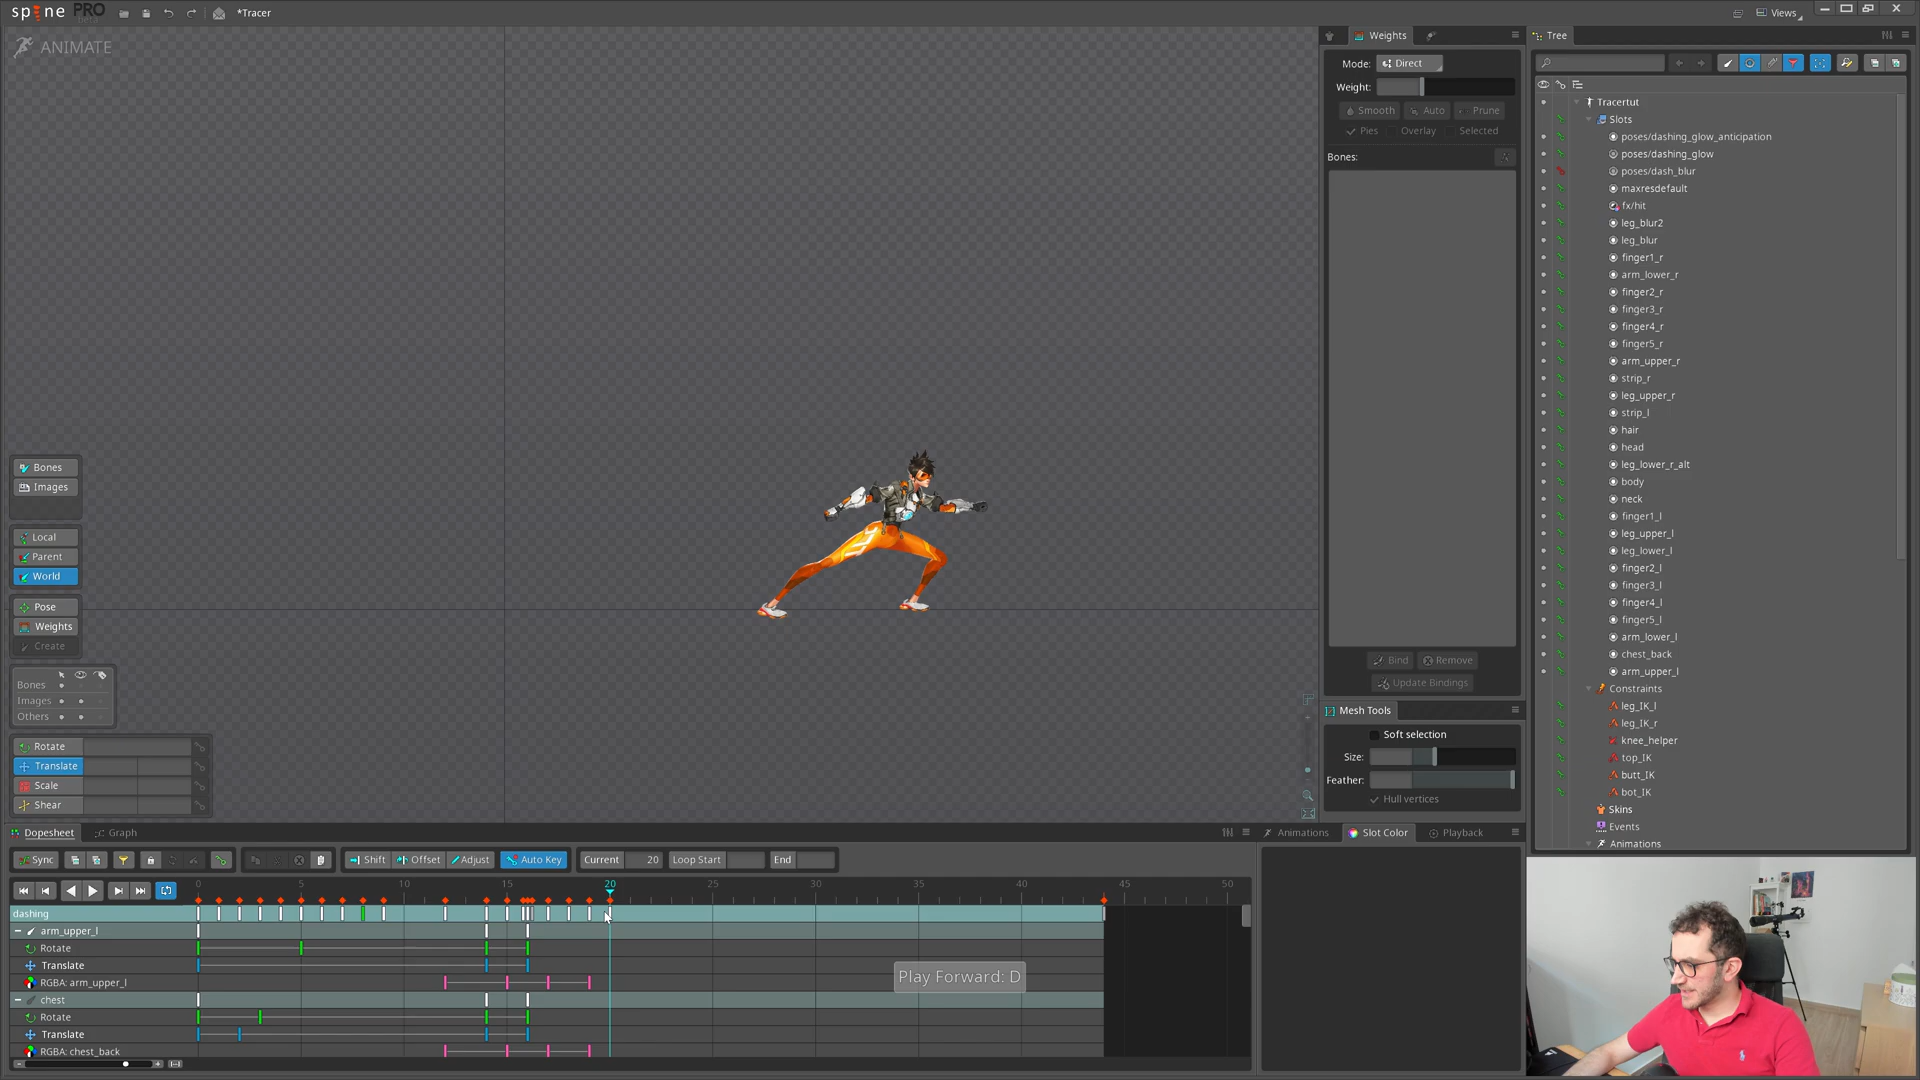 spine PRO
beta
*Tracer
Views
ANIMATE
Bones
Images
Local
Parent
World
Pose
Weights
Create
Bones
Images
Others
Rotate
Translate
Scale
Shear
Weights
Mode:
Direct
Weight:
Smooth
Auto
Prune
Pies
Overlay
Selected
Bones:
Bind
Remove
Update Bindings
Mesh Tools
Soft selection
Size:
Feather:
Hull vertices
Tree
Tracertut
Slots
poses/dashing_glow_anticipation
poses/dashing_glow
poses/dash_blur
maxresdefault
fx/hit
leg_blur2
leg_blur
finger1_r
arm_lower_r
finger2_r
finger3_r
finger4_r
finger5_r
arm_upper_r
strip_r
leg_upper_r
strip_l
hair
head
leg_lower_r_alt
body
neck
finger1_l
leg_upper_l
leg_lower_l
finger2_l
finger3_l
finger4_l
finger5_l
arm_lower_l
chest_back
arm_upper_l
Constraints
leg_IK_l
leg_IK_r
knee_helper
top_IK
butt_IK
bot_IK
Skins
Events
Animations
Dopesheet
Graph
Sync
Shift
Offset
Adjust
Auto Key
Current
20
Loop Start
End
0
5
10
15
20
25
30
35
40
45
50
dashing
arm_upper_l
Rotate
Translate
RGBA: arm_upper_l
chest
Rotate
Translate
RGBA: chest_back
Play Forward: D
Animations
Slot Color
Playback